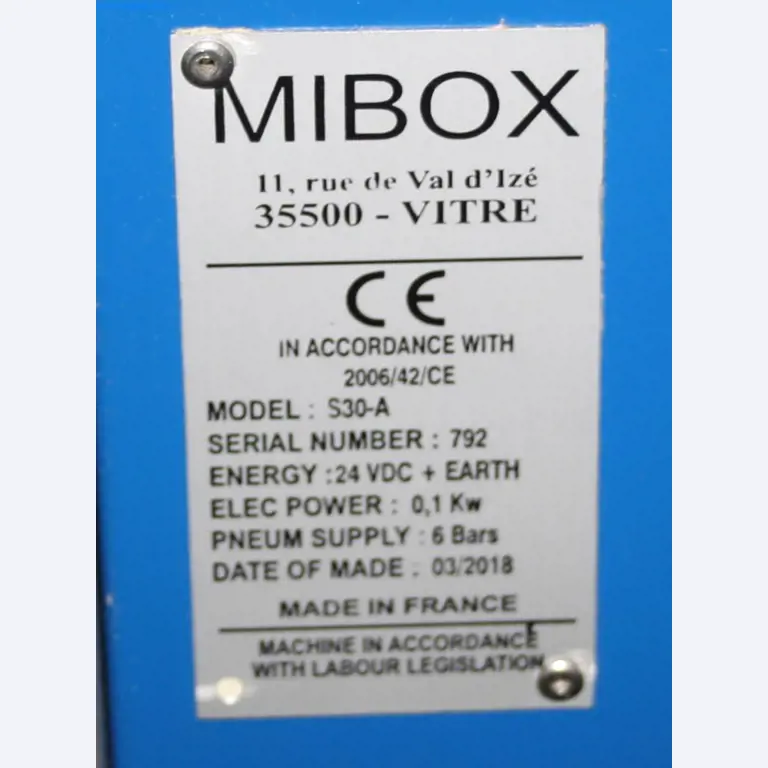 MIBOX
11, rue de Val d'Izé
35500 - VITRE
CE
IN ACCORDANCE WITH
2006/42/CE
MODEL : S30-A
SERIAL NUMBER : 792
ENERGY :24 VDC + EARTH
ELEC POWER : 0,1 Kw
PNEUM SUPPLY : 6 Bars
DATE OF MADE : 03/2018
MADE IN FRANCE
MACHINE IN ACCORDANCE
WITH LABOUR LEGISLATION